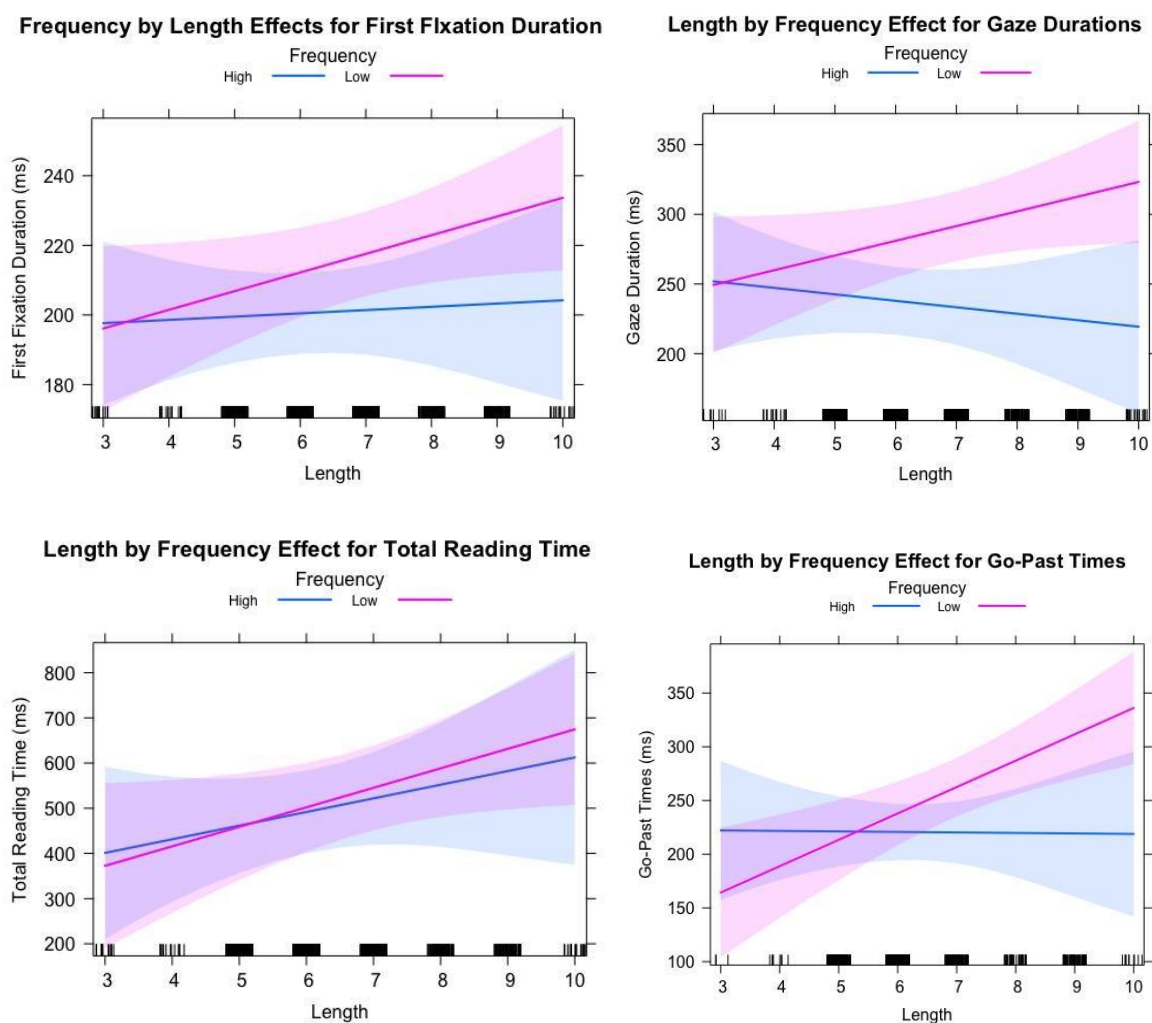 Frequency by Length Effects for First FIxation Duration
Frequency
High Low
First Fixation Duration (ms)
240
220
200
180
3 4 5 6 7 8 9 10
Length
Length by Frequency Effect for Gaze Durations
Frequency
High Low
Gaze Duration (ms)
350
300
250
200
3 4 5 6 7 8 9 10
Length
Length by Frequency Effect for Total Reading Time
Frequency
High Low
Total Reading Time (ms)
800
700
600
500
400
300
200
3 4 5 6 7 8 9 10
Length
Length by Frequency Effect for Go-Past Times
Frequency
High Low
Go-Past Times (ms)
350
300
250
200
150
100
3 4 5 6 7 8 9 10
Length